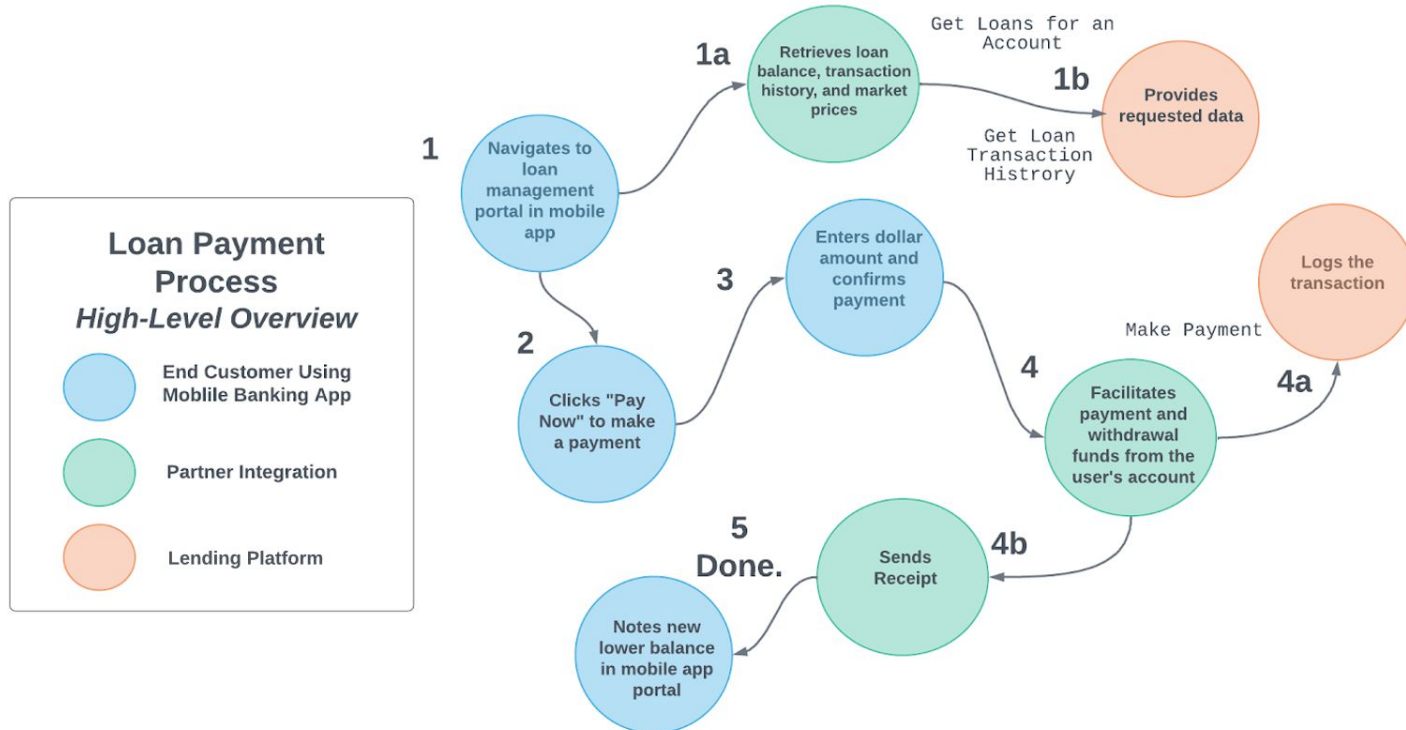 Loan Payment
Process
High-Level Overview
End Customer Using
Moblile Banking App
Partner Integration
Lending Platform
1
Navigates to
loan
management
portal in mobile
app
1a
Retrieves loan
balance, transaction
history, and market
prices
Get Loans for an
Account
1b
Get Loan
Transaction
Histrory
Provides
requested data
2
Clicks "Pay
Now" to make
a payment
3
Enters dollar
amount and
confirms
payment
4
Facilitates
payment and
withdrawal
funds from the
user's account
Make Payment
4a
Logs the
transaction
4b
Sends
Receipt
5
Done.
Notes new
lower balance
in mobile app
portal